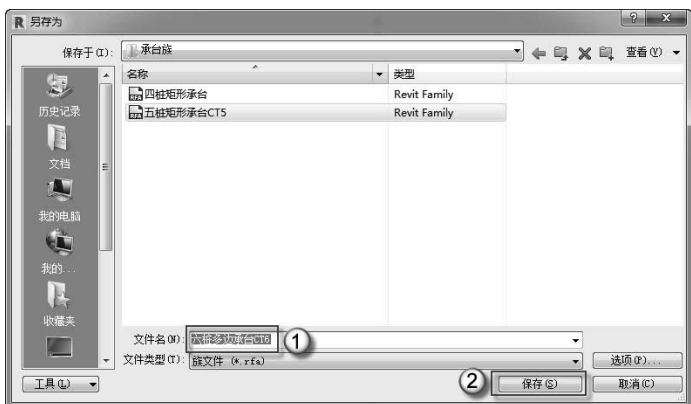 R 另存为
保存于(I): 承台族 查看(V)
名称 类型
RFA 四桩矩形承台 Revit Family
RFA 五桩矩形承台CT5 Revit Family
历史记录
文档
我的电脑
我的...
收藏夹
文件名(N): 六桩多边承台CT6 ①
文件类型(T): 族文件 (*.rfa) 选项(P)...
工具(L) ② 保存(S) 取消(C)